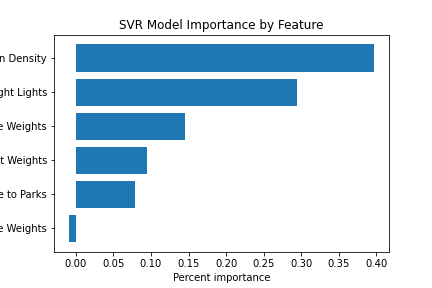 SVR Model Importance by Feature
n Density
ght Lights
e Weights
t Weights
e to Parks
e Weights
0.00 0.05 0.10 0.15 0.20 0.25 0.30 0.35 0.40
Percent importance